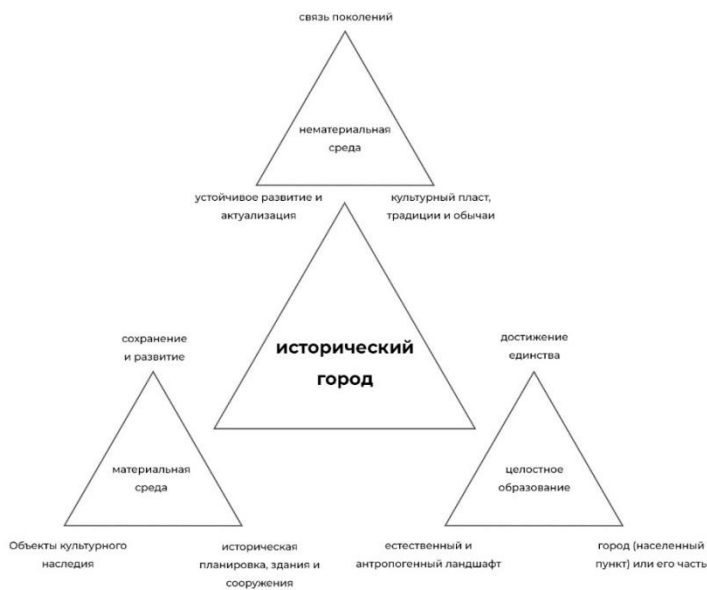 связь поколений
нематериальная
среда
устойчивое развитие и
актуализация
культурный пласт,
традиции и обычаи
исторический
город
сохранение
и развитие
достижение
единства
материальная
среда
целостное
образование
Объекты культурного
наследия
историческая
планировка, здания и
сооружения
естественный и
антропогенный ландшафт
город (населенный
пункт) или его часть